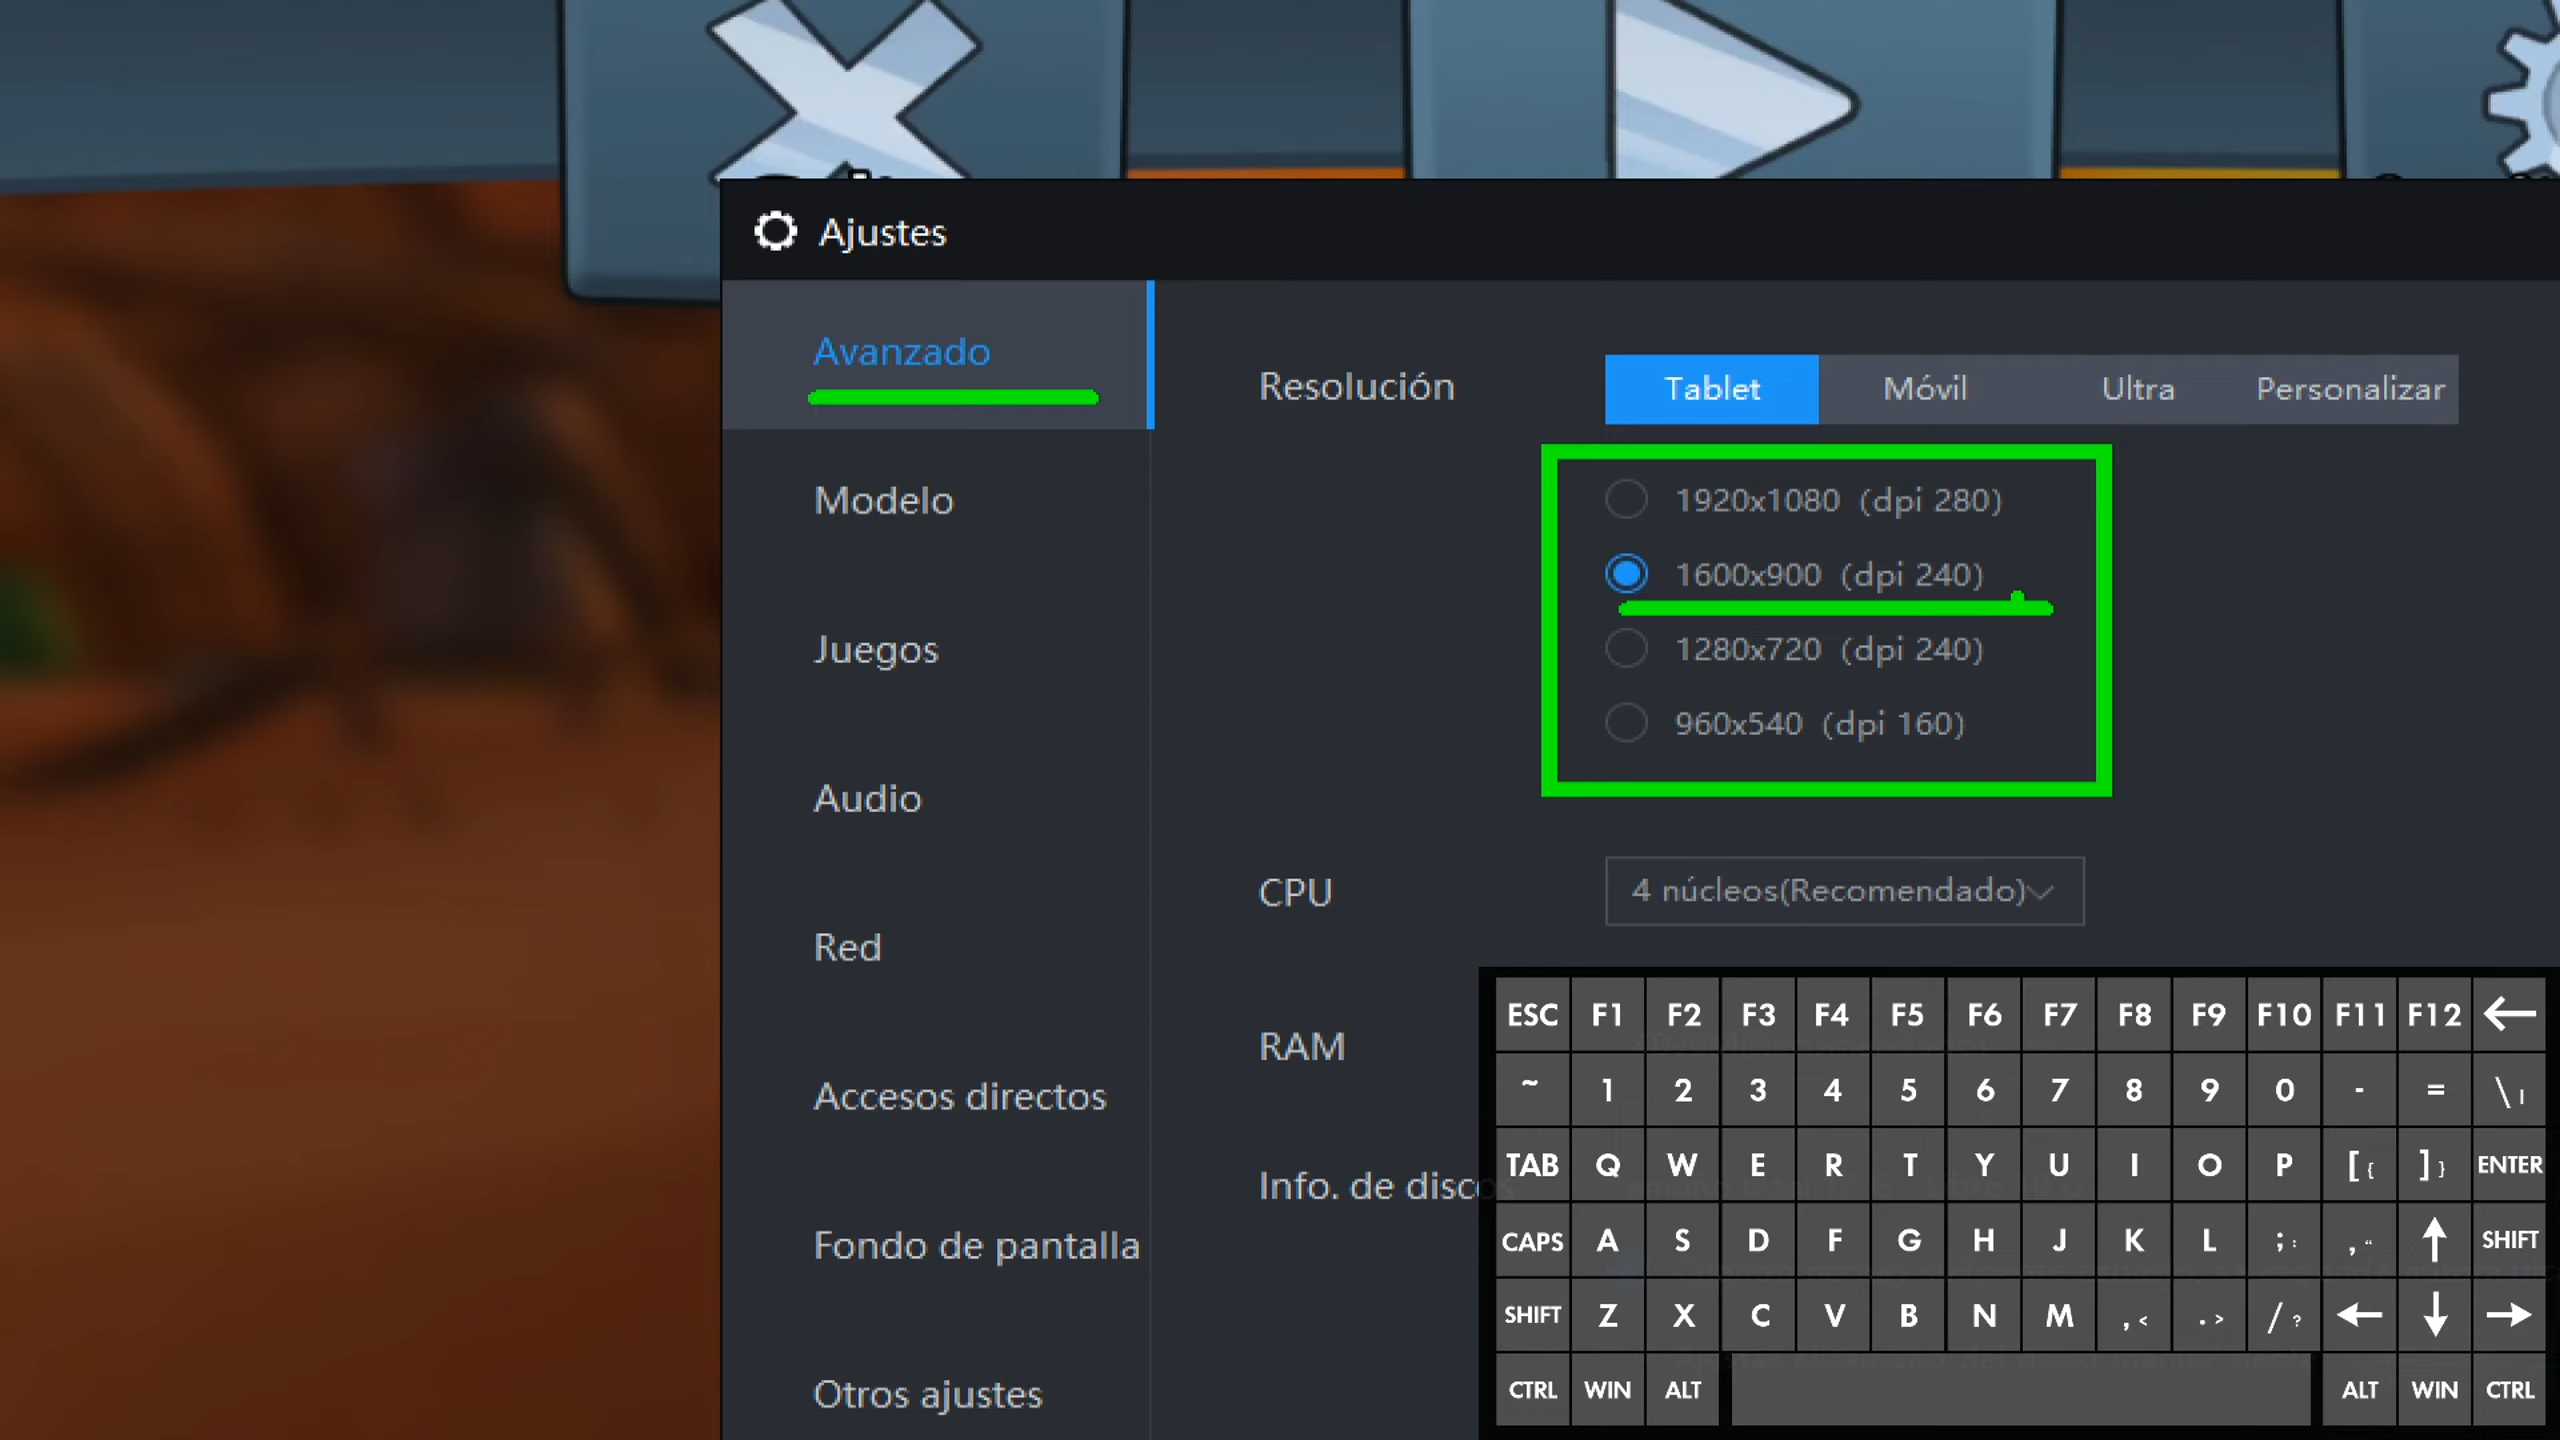 Ajustes
Avanzado
Modelo
Juegos
Audio
Red
Accesos directos
Fondo de pantalla
Otros ajustes
Resolución
Tablet Móvil Ultra Personalizar
1920x1080 (dpi 280)
1600x900 (dpi 240)
1280x720 (dpi 240)
960x540 (dpi 160)
CPU 4 núcleos(Recomendado)
RAM
Info. de discos
ESC F1 F2 F3 F4 F5 F6 F7 F8 F9 F10 F11 F12 ←
~ 1 2 3 4 5 6 7 8 9 0 - = \ |
TAB Q W E R T Y U I O P [ { ] } ENTER
CAPS A S D F G H J K L ; : , “ ↑ SHIFT
SHIFT Z X C V B N M , < . > / ? ← ↓ →
CTRL WIN ALT ALT WIN CTRL